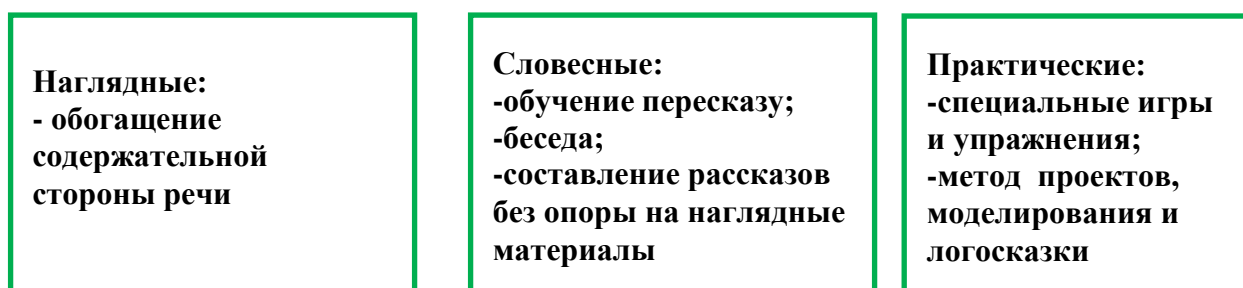 Наглядные:
- обогащение
содержательной
стороны речи
Словесные:
-обучение пересказу;
-беседа;
-составление рассказов
без опоры на наглядные
материалы
Практические:
-специальные игры
и упражнения;
-метод  проектов,
моделирования и
логосказки